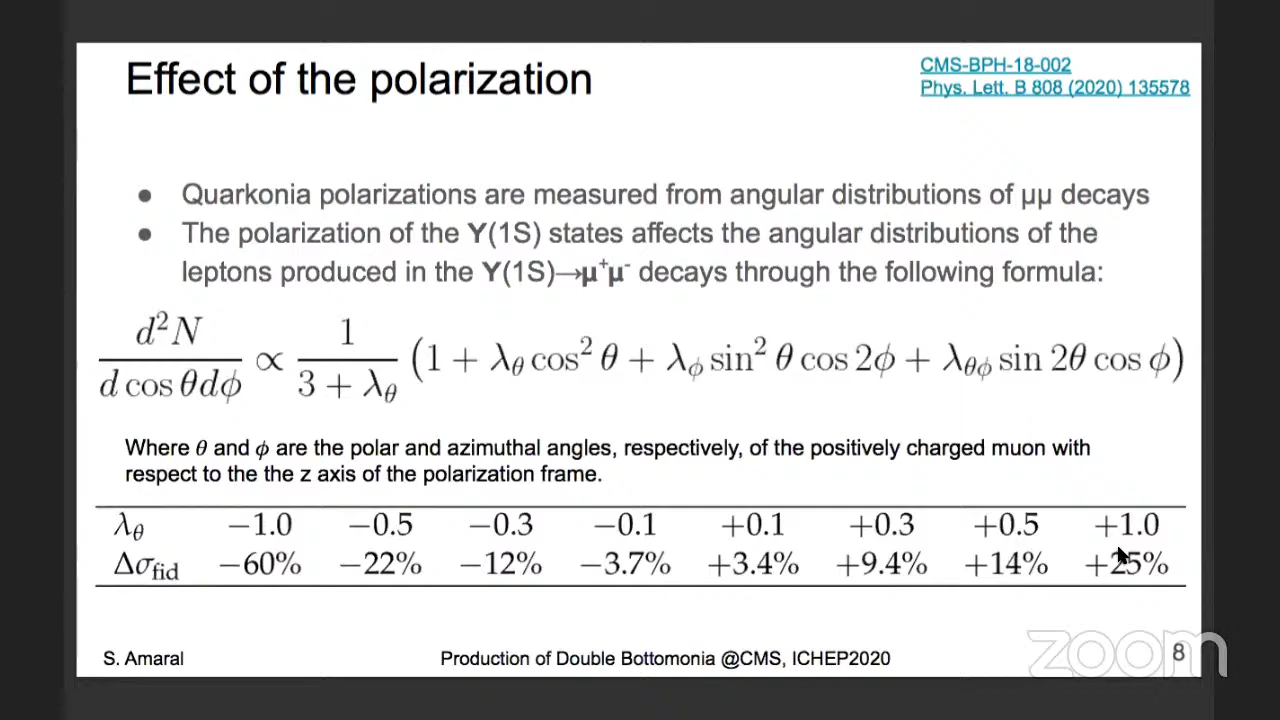 Effect of the polarization
CMS-BPH-18-002
Phys. Lett. B 808 (2020) 135578
● Quarkonia polarizations are measured from angular distributions of μμ decays
● The polarization of the Υ(1S) states affects the angular distributions of the
leptons produced in the Υ(1S)→μ⁺μ⁻ decays through the following formula:
d²N / d cos θdϕ ∝ 1 / 3 + λθ (1 + λθ cos² θ + λϕ sin² θ cos 2ϕ + λθϕ sin 2θ cos ϕ)
Where θ and ϕ are the polar and azimuthal angles, respectively, of the positively charged muon with
respect to the the z axis of the polarization frame.
λθ −1.0 −0.5 −0.3 −0.1 +0.1 +0.3 +0.5 +1.0
Δσfid −60% −22% −12% −3.7% +3.4% +9.4% +14% +25%
S. Amaral
Production of Double Bottomonia @CMS, ICHEP2020
8
zoom